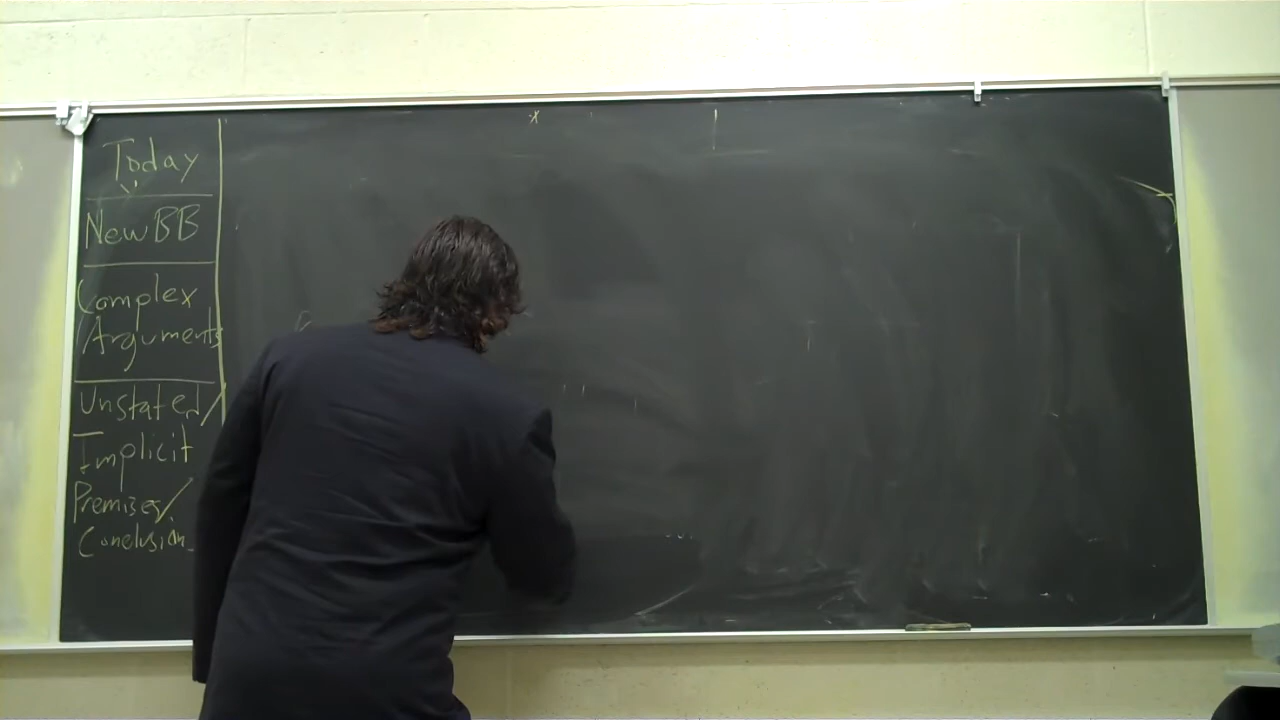 Today
New BB
Complex
Arguments
Unstated/
Implicit
Premises/
Conclusion